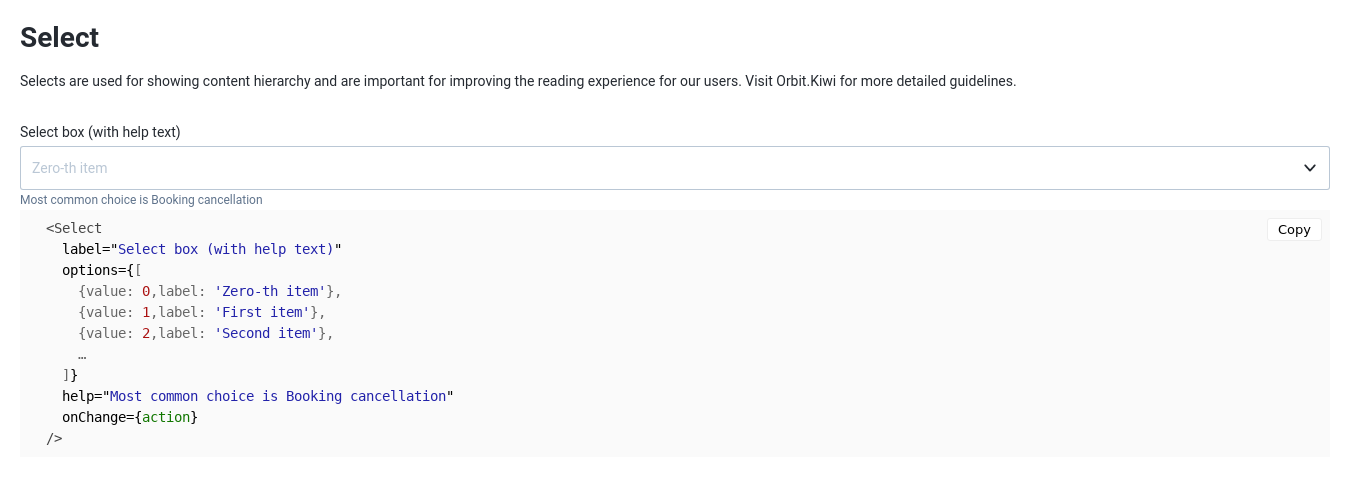 Select
Selects are used for showing content hierarchy and are important for improving the reading experience for our users. Visit Orbit.Kiwi for more detailed guidelines.
Select box (with help text)
Zero-th item
Most common choice is Booking cancellation
<Select
Copy
label="Select box (with help text)"
options={[
{value: 0,label: 'Zero-th item'},
{value: 1,label: 'First item'},
{value: 2,label: 'Second item'},
…
]}
help="Most common choice is Booking cancellation"
onChange={action}
/>